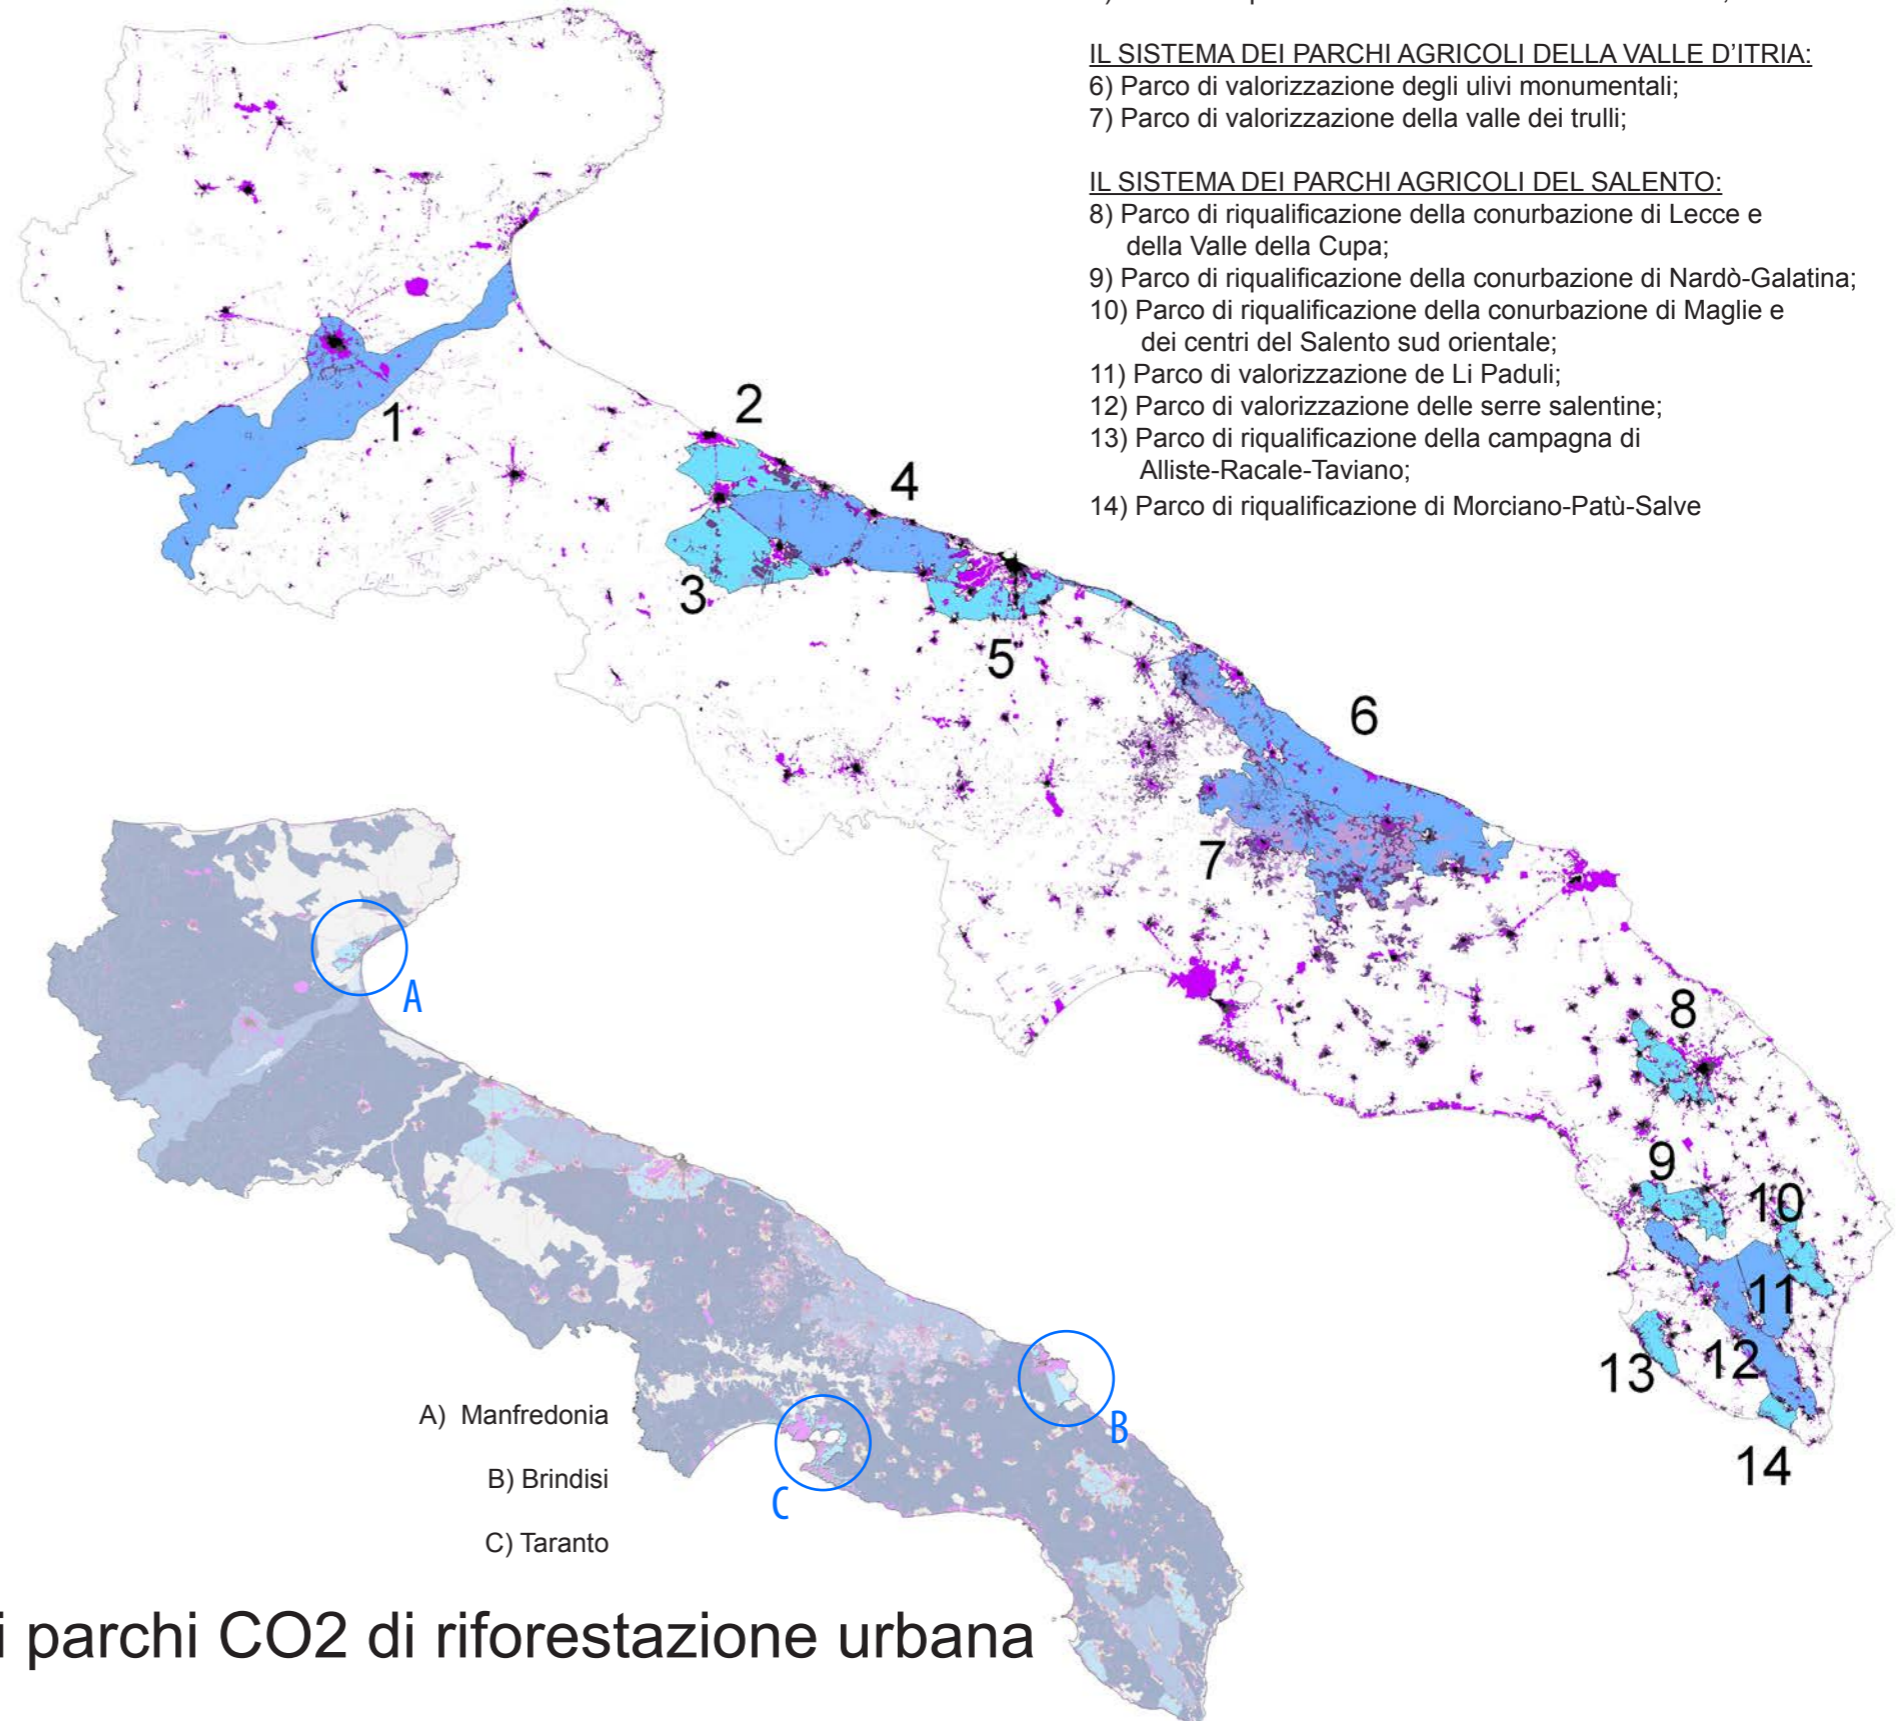 IL SISTEMA DEI PARCHI AGRICOLI DELLA VALLE D'ITRIA:
6) Parco di valorizzazione degli ulivi monumentali;
7) Parco di valorizzazione della valle dei trulli;
IL SISTEMA DEI PARCHI AGRICOLI DEL SALENTO:
8) Parco di riqualificazione della conurbazione di Lecce e
della Valle della Cupa;
9) Parco di riqualificazione della conurbazione di Nardò-Galatina;
10) Parco di riqualificazione della conurbazione di Maglie e
dei centri del Salento sud orientale;
11) Parco di valorizzazione de Li Paduli;
12) Parco di valorizzazione delle serre salentine;
13) Parco di riqualificazione della campagna di
Alliste-Racale-Taviano;
14) Parco di riqualificazione di Morciano-Patù-Salve
1
2
4
3
5
6
7
8
9
10
11
12
13
14
A
B
C
A) Manfredonia
B) Brindisi
C) Taranto
i parchi CO2 di riforestazione urbana